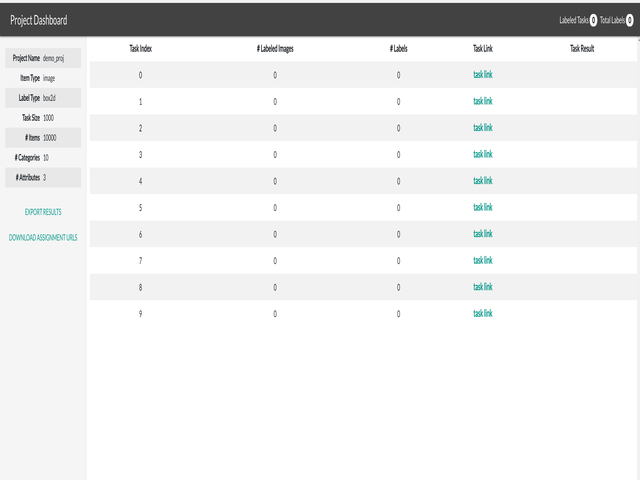 Project Dashboard
Labeled Tasks 0 Total Labels 0
Project Name demo_proj
Item Type image
Label Type box2d
Task Size 1000
# Items 10000
# Categories 10
# Attributes 3
EXPORT RESULTS
DOWNLOAD ASSIGNMENT URLS
Task Index # Labeled Images # Labels Task Link Task Result
0 0 0 task link
1 0 0 task link
2 0 0 task link
3 0 0 task link
4 0 0 task link
5 0 0 task link
6 0 0 task link
7 0 0 task link
8 0 0 task link
9 0 0 task link